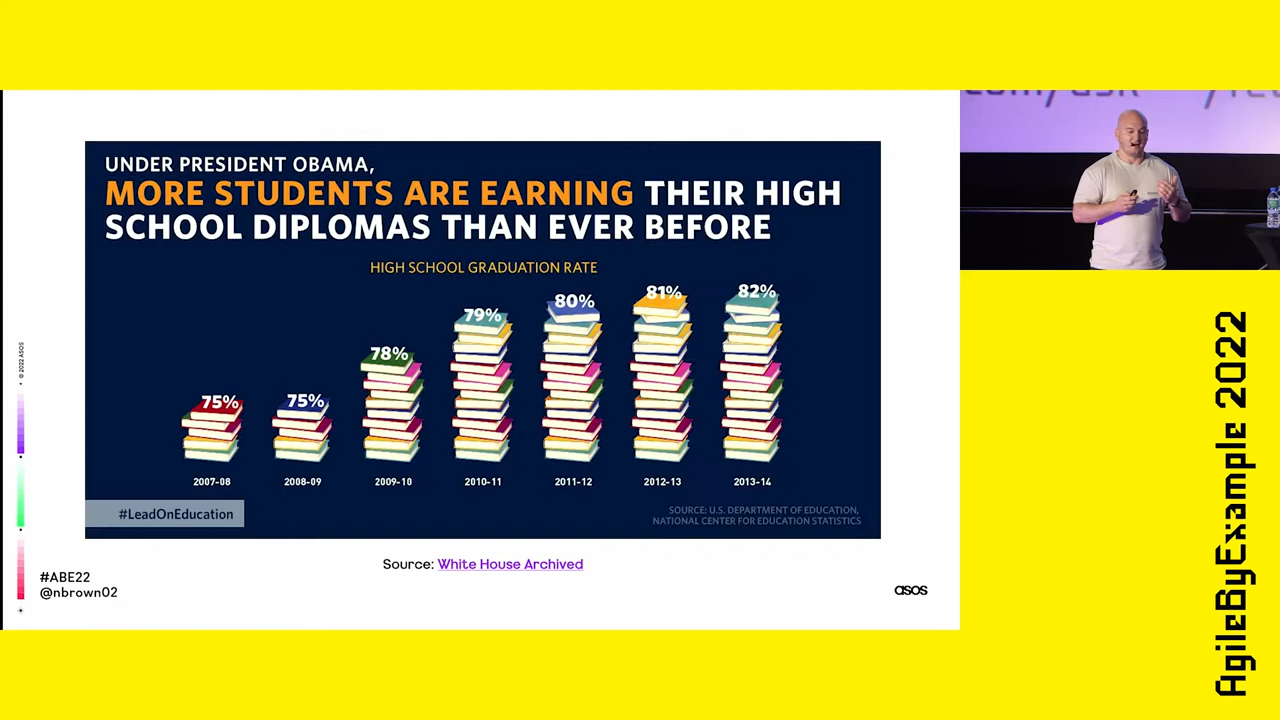 UNDER PRESIDENT OBAMA,
MORE STUDENTS ARE EARNING THEIR HIGH
SCHOOL DIPLOMAS THAN EVER BEFORE
HIGH SCHOOL GRADUATION RATE
75%
75%
78%
79%
80%
81%
82%
2007-08
2008-09
2009-10
2010-11
2011-12
2012-13
2013-14
#LeadOnEducation
SOURCE: U.S. DEPARTMENT OF EDUCATION,
NATIONAL CENTER FOR EDUCATION STATISTICS
Source: White House Archived
© 2022 ASOS
#ABE22
@nbrown02
asos
AgileByExample 2022